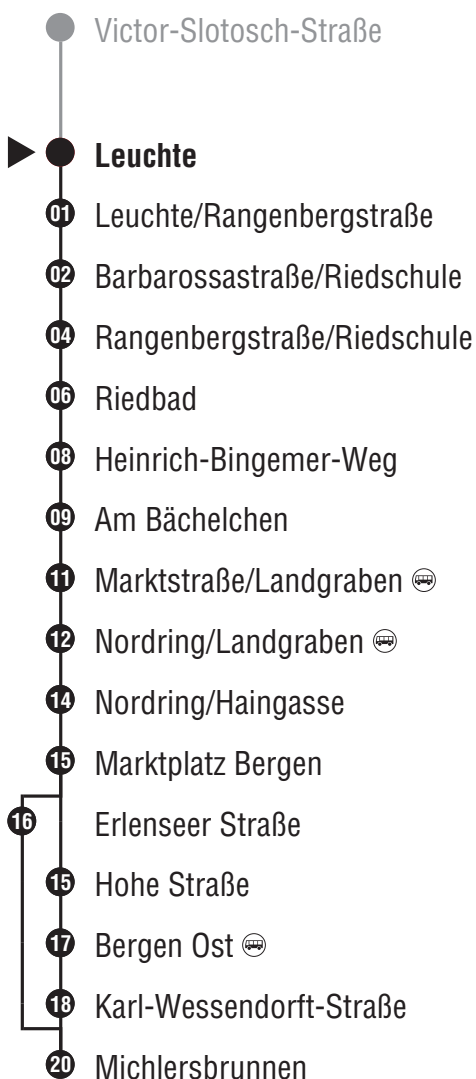 Victor-Slotosch-Straße
Leuchte
01 Leuchte/Rangenbergstraße
02 Barbarossastraße/Riedschule
04 Rangenbergstraße/Riedschule
06 Riedbad
08 Heinrich-Bingemer-Weg
09 Am Bächelchen
11 Marktstraße/Landgraben
12 Nordring/Landgraben
14 Nordring/Haingasse
15 Marktplatz Bergen
16 Erlenseer Straße
15 Hohe Straße
17 Bergen Ost
18 Karl-Wessendorft-Straße
20 Michlersbrunnen